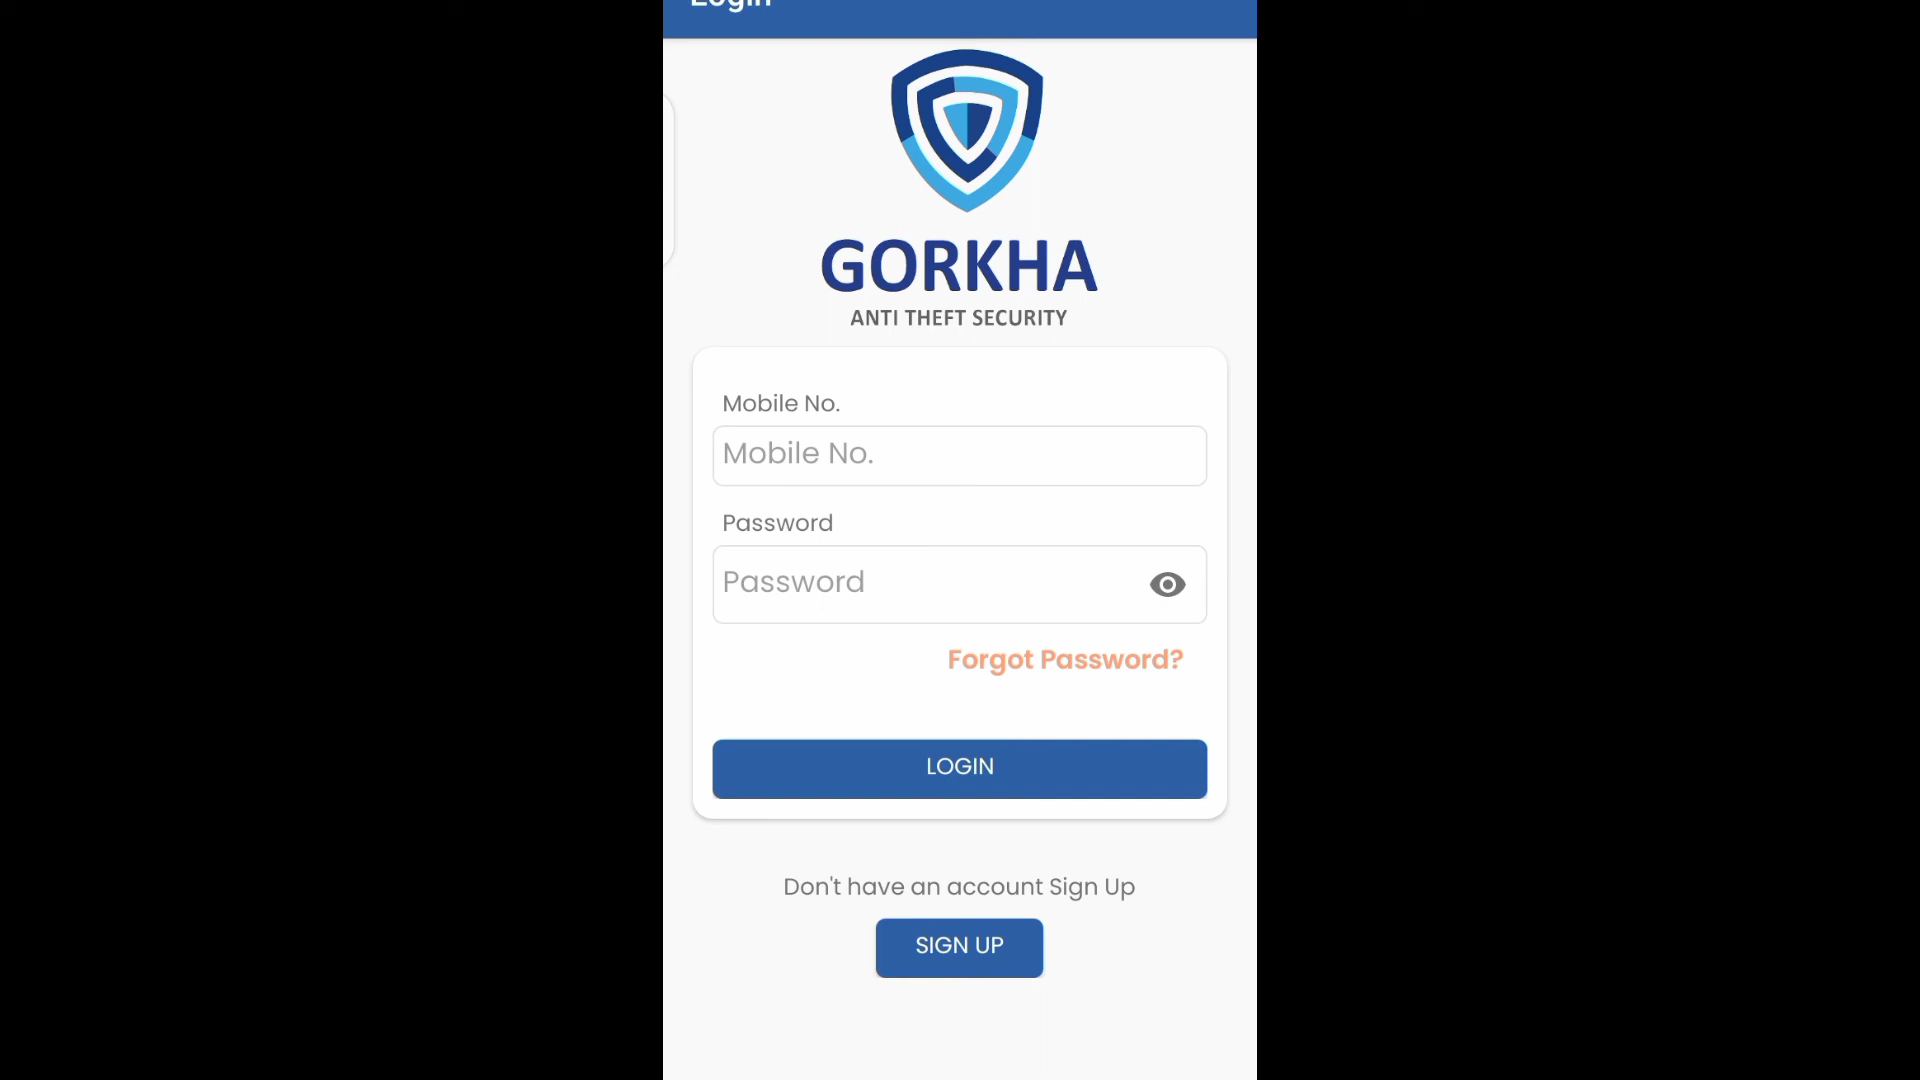 Login
GORKHA
ANTI THEFT SECURITY
Mobile No.
Mobile No.
Password
Password
Forgot Password?
LOGIN
Don't have an account Sign Up
SIGN UP